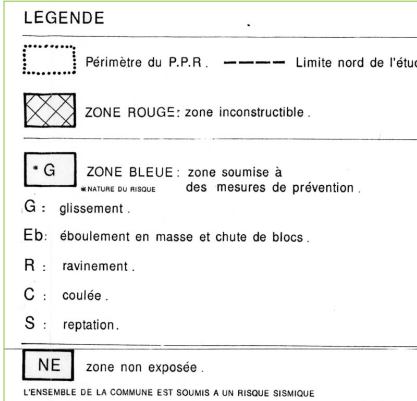 LEGENDE
Périmètre du P.P.R. Limite nord de l'étud
ZONE ROUGE: zone inconstructible.
* G ZONE BLEUE: zone soumise à
* NATURE DU RISQUE des mesures de prévention.
G : glissement.
Eb: éboulement en masse et chute de blocs.
R : ravinement.
C : coulée.
S : reptation.
NE zone non exposée.
L'ENSEMBLE DE LA COMMUNE EST SOUMIS A UN RISQUE SISMIQUE